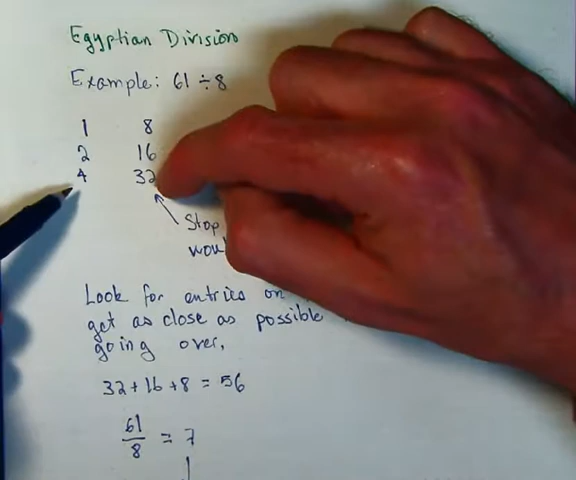 Egyptian Division
Example: 61 ÷ 8
1 8
2 16
4 32
Stop
Look for entries on
get as close as possible
going over,
32 + 16 + 8 = 56
61/8 = 7